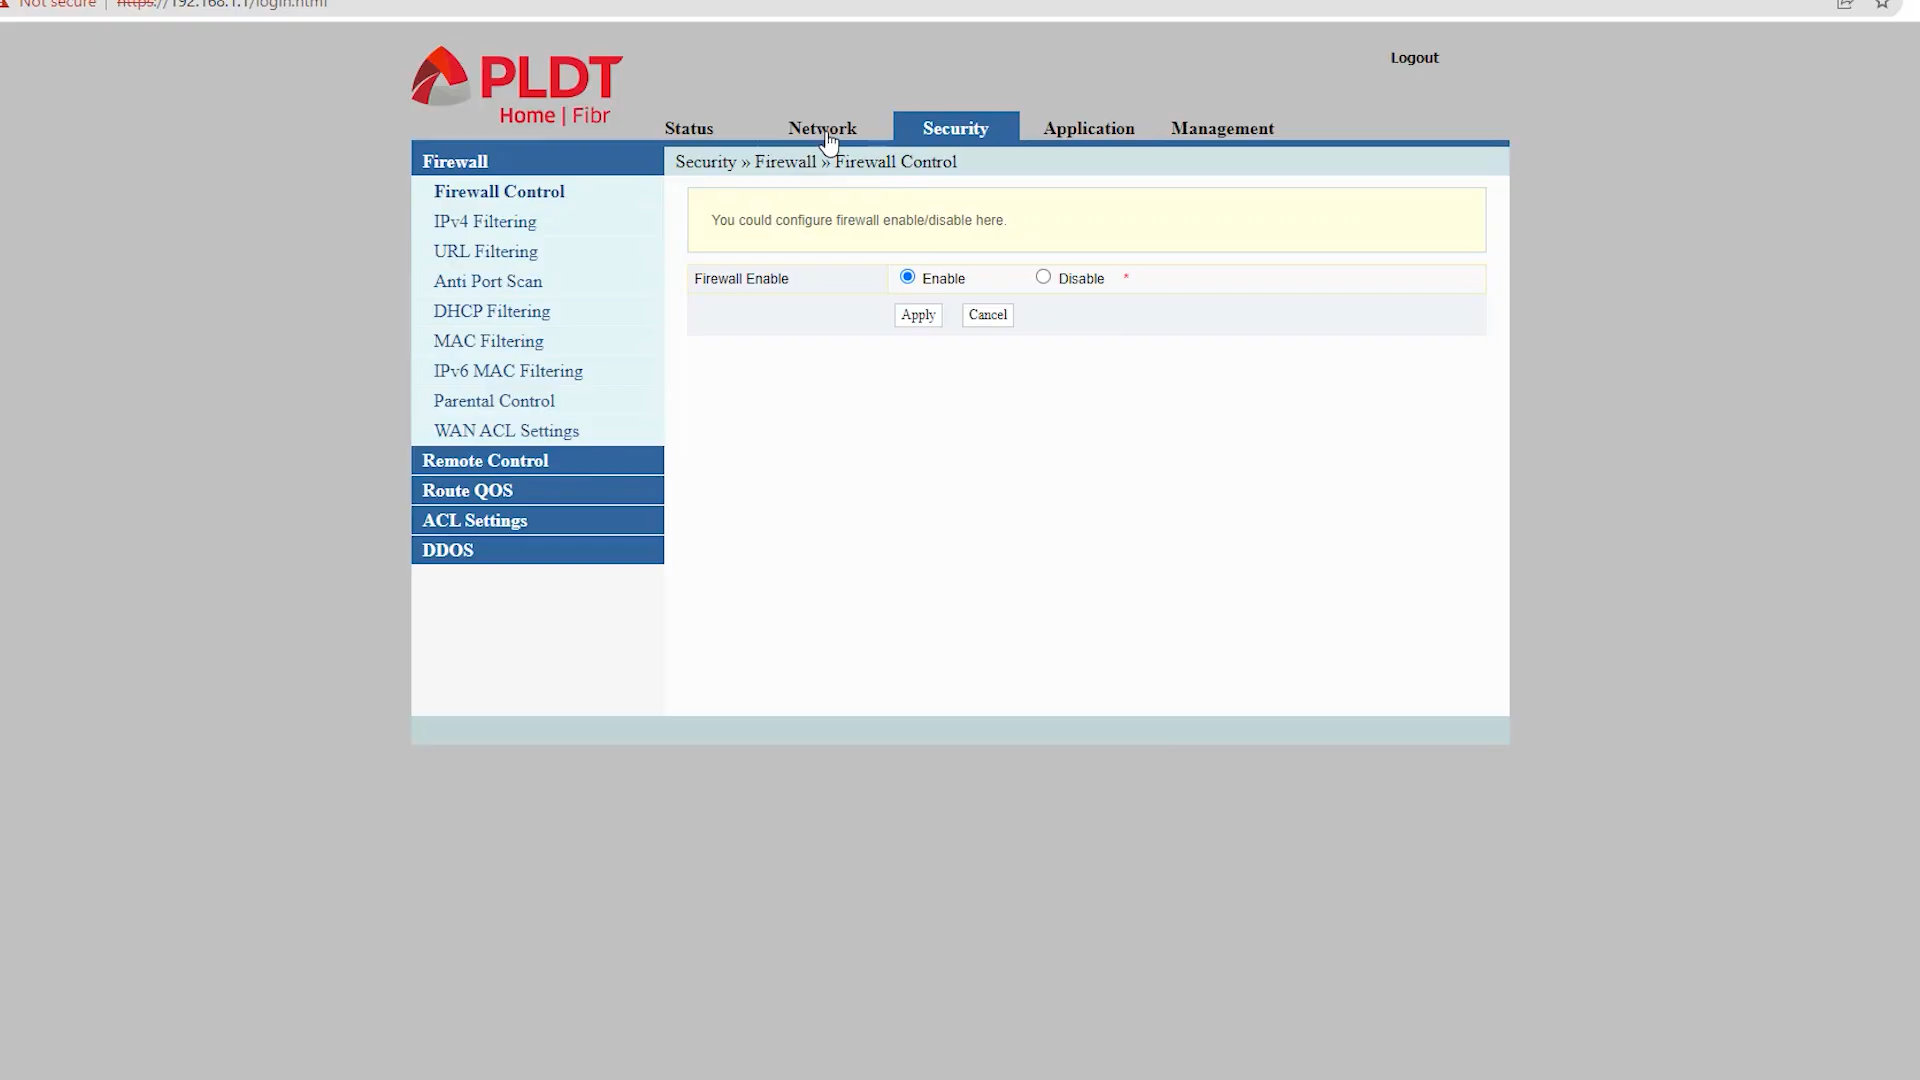 Not secure | https://192.168.1.1/login.html
PLDT
Home | Fibr
Logout
Status Network Security Application Management
Firewall
Security » Firewall » Firewall Control
Firewall Control
IPv4 Filtering
URL Filtering
Anti Port Scan
DHCP Filtering
MAC Filtering
IPv6 MAC Filtering
Parental Control
WAN ACL Settings
Remote Control
Route QOS
ACL Settings
DDOS
You could configure firewall enable/disable here.
Firewall Enable Enable Disable *
Apply Cancel